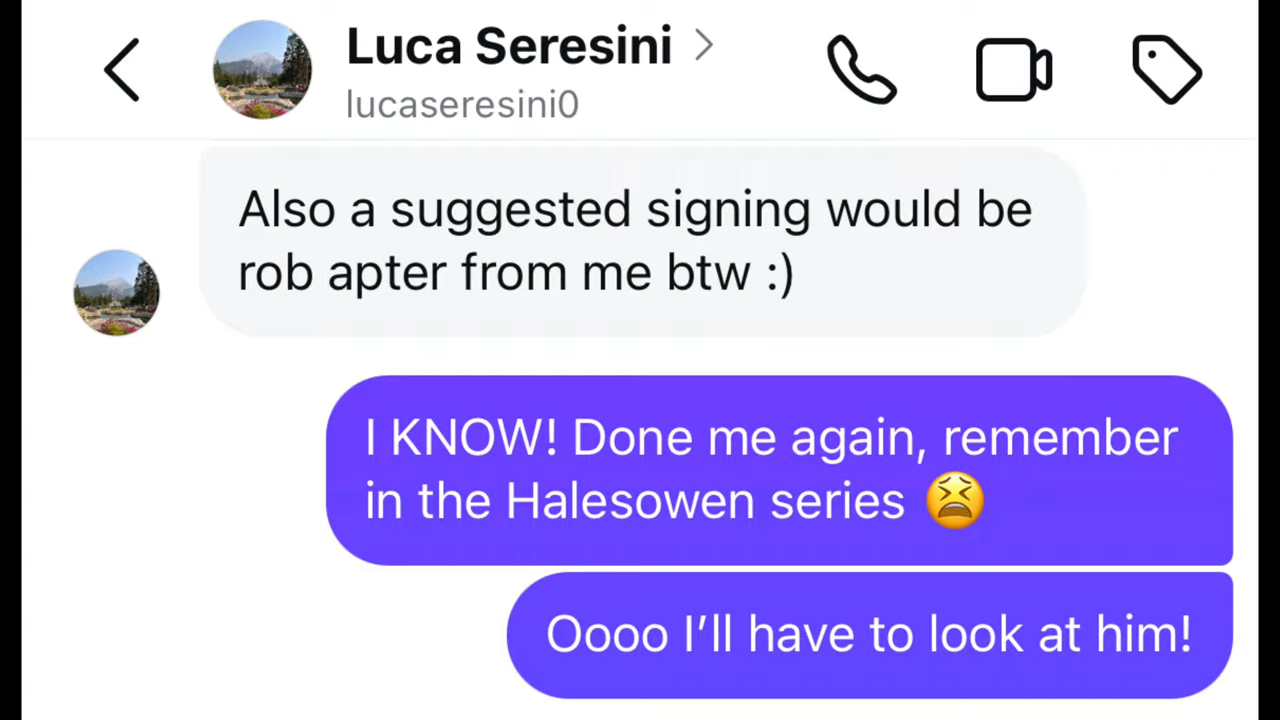 Luca Seresini
lucaseresini0
Also a suggested signing would be
rob apter from me btw :)
I KNOW! Done me again, remember
in the Halesowen series 😫
Oooo I’ll have to look at him!